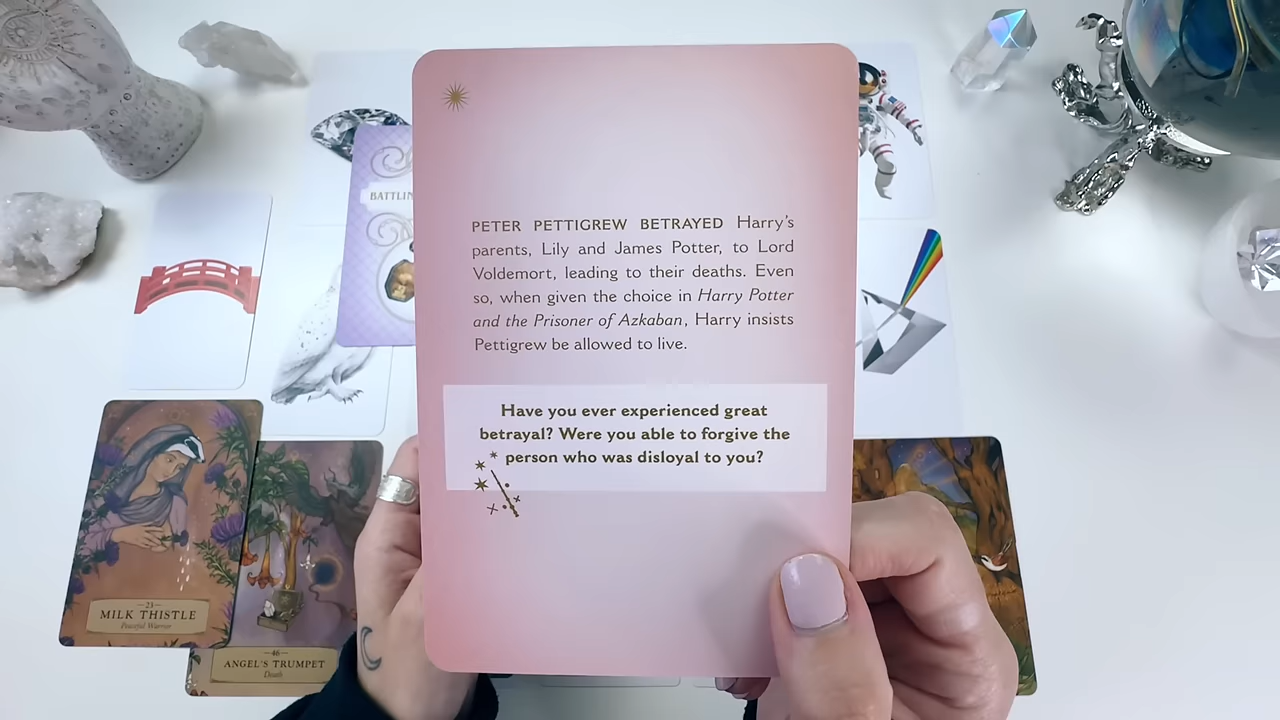 PETER PETTIGREW BETRAYED Harry's
parents, Lily and James Potter, to Lord
Voldemort, leading to their deaths. Even
so, when given the choice in Harry Potter
and the Prisoner of Azkaban, Harry insists
Pettigrew be allowed to live.
Have you ever experienced great
betrayal? Were you able to forgive the
person who was disloyal to you?
BATTLIN
23
MILK THISTLE
Peaceful Warrior
46
ANGEL'S TRUMPET
Death